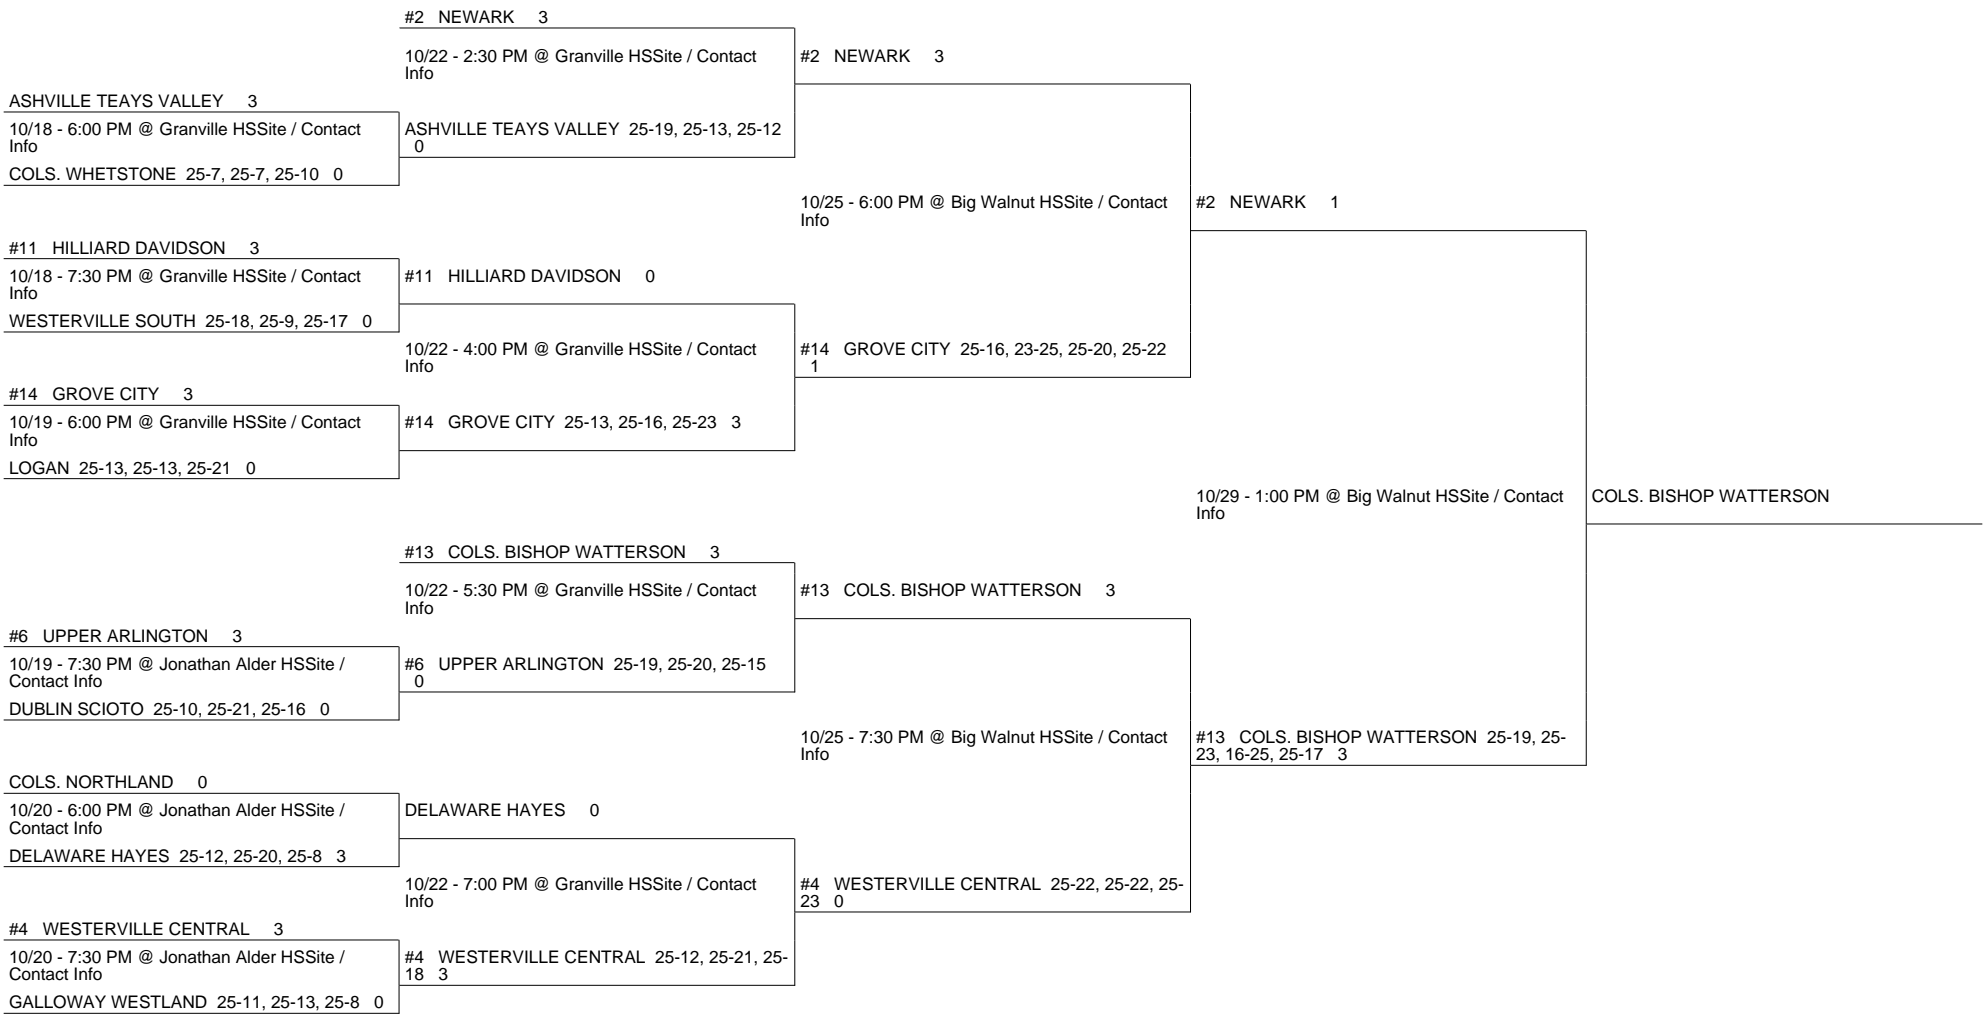 #2 NEWARK 3
10/22 - 2:30 PM @ Granville HSSite / Contact
Info
ASHVILLE TEAYS VALLEY 25-19, 25-13, 25-12
0
ASHVILLE TEAYS VALLEY 3
10/18 - 6:00 PM @ Granville HSSite / Contact
Info
COLS. WHETSTONE 25-7, 25-7, 25-10 0
#11 HILLIARD DAVIDSON 3
10/18 - 7:30 PM @ Granville HSSite / Contact
Info
WESTERVILLE SOUTH 25-18, 25-9, 25-17 0
#14 GROVE CITY 3
10/19 - 6:00 PM @ Granville HSSite / Contact
Info
LOGAN 25-13, 25-13, 25-21 0
#11 HILLIARD DAVIDSON 0
10/22 - 4:00 PM @ Granville HSSite / Contact
Info
#14 GROVE CITY 25-13, 25-16, 25-23 3
#2 NEWARK 3
10/25 - 6:00 PM @ Big Walnut HSSite / Contact
Info
#14 GROVE CITY 25-16, 23-25, 25-20, 25-22
1
#6 UPPER ARLINGTON 3
10/19 - 7:30 PM @ Jonathan Alder HSSite /
Contact Info
DUBLIN SCIOTO 25-10, 25-21, 25-16 0
COLS. NORTHLAND 0
10/20 - 6:00 PM @ Jonathan Alder HSSite /
Contact Info
DELAWARE HAYES 25-12, 25-20, 25-8 3
#4 WESTERVILLE CENTRAL 3
10/20 - 7:30 PM @ Jonathan Alder HSSite /
Contact Info
GALLOWAY WESTLAND 25-11, 25-13, 25-8 0
#13 COLS. BISHOP WATTERSON 3
10/22 - 5:30 PM @ Granville HSSite / Contact
Info
#6 UPPER ARLINGTON 25-19, 25-20, 25-15
0
DELAWARE HAYES 0
10/22 - 7:00 PM @ Granville HSSite / Contact
Info
#4 WESTERVILLE CENTRAL 25-12, 25-21, 25-
18 3
#13 COLS. BISHOP WATTERSON 3
10/25 - 7:30 PM @ Big Walnut HSSite / Contact
Info
#4 WESTERVILLE CENTRAL 25-22, 25-22, 25-
23 0
#2 NEWARK 1
10/29 - 1:00 PM @ Big Walnut HSSite / Contact
Info
#13 COLS. BISHOP WATTERSON 25-19, 25-
23, 16-25, 25-17 3
COLS. BISHOP WATTERSON